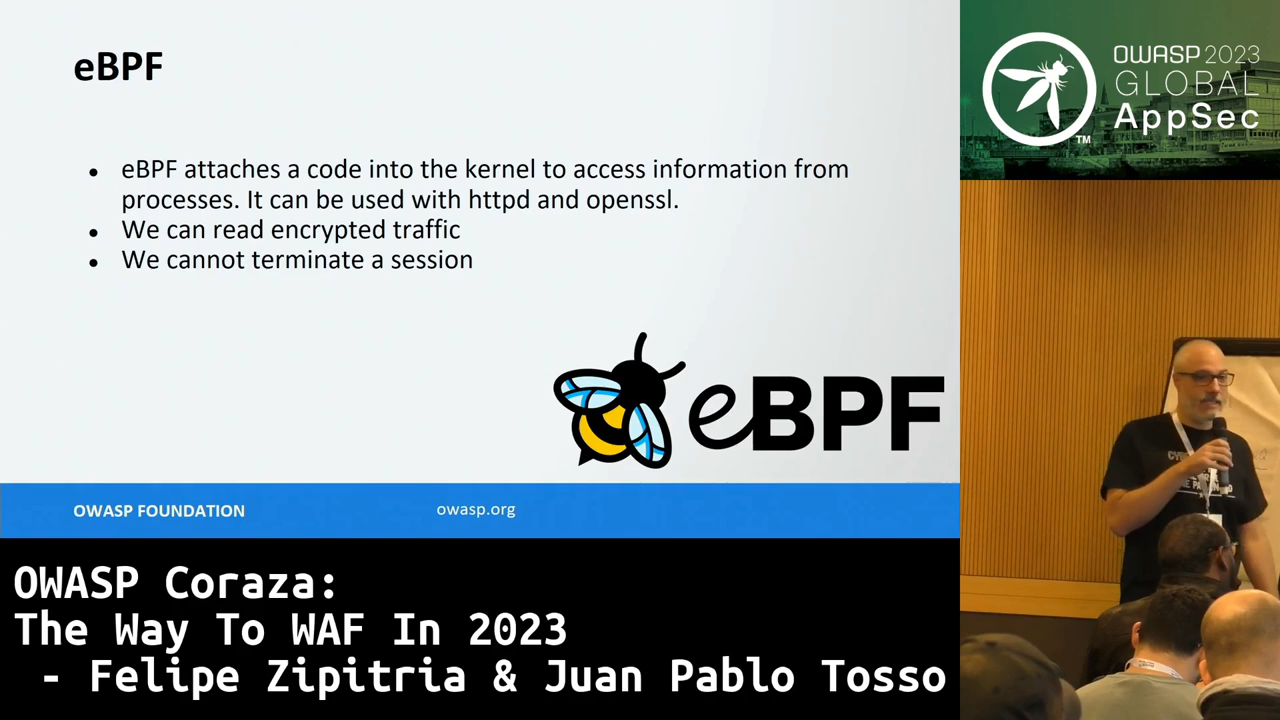 eBPF
eBPF attaches a code into the kernel to access information from
processes. It can be used with httpd and openssl.
We can read encrypted traffic
We cannot terminate a session
eBPF
OWASP FOUNDATION
owasp.org
OWASP 2023
GLOBAL
AppSec
TM
OWASP Coraza:
The Way To WAF In 2023
- Felipe Zipitria & Juan Pablo Tosso